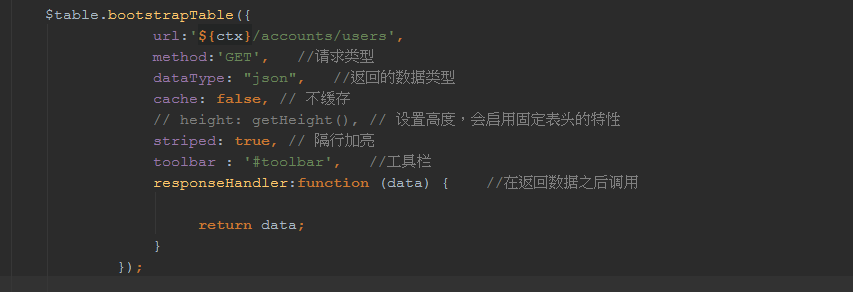 $table.bootstrapTable({
url:'${ctx}/accounts/users',
method:'GET', //请求类型
dataType: "json", //返回的数据类型
cache: false, // 不缓存
// height: getHeight(), // 设置高度，会启用固定表头的特性
striped: true, // 隔行加亮
toolbar : '#toolbar', //工具栏
responseHandler:function (data) { //在返回数据之后调用
return data;
}
});